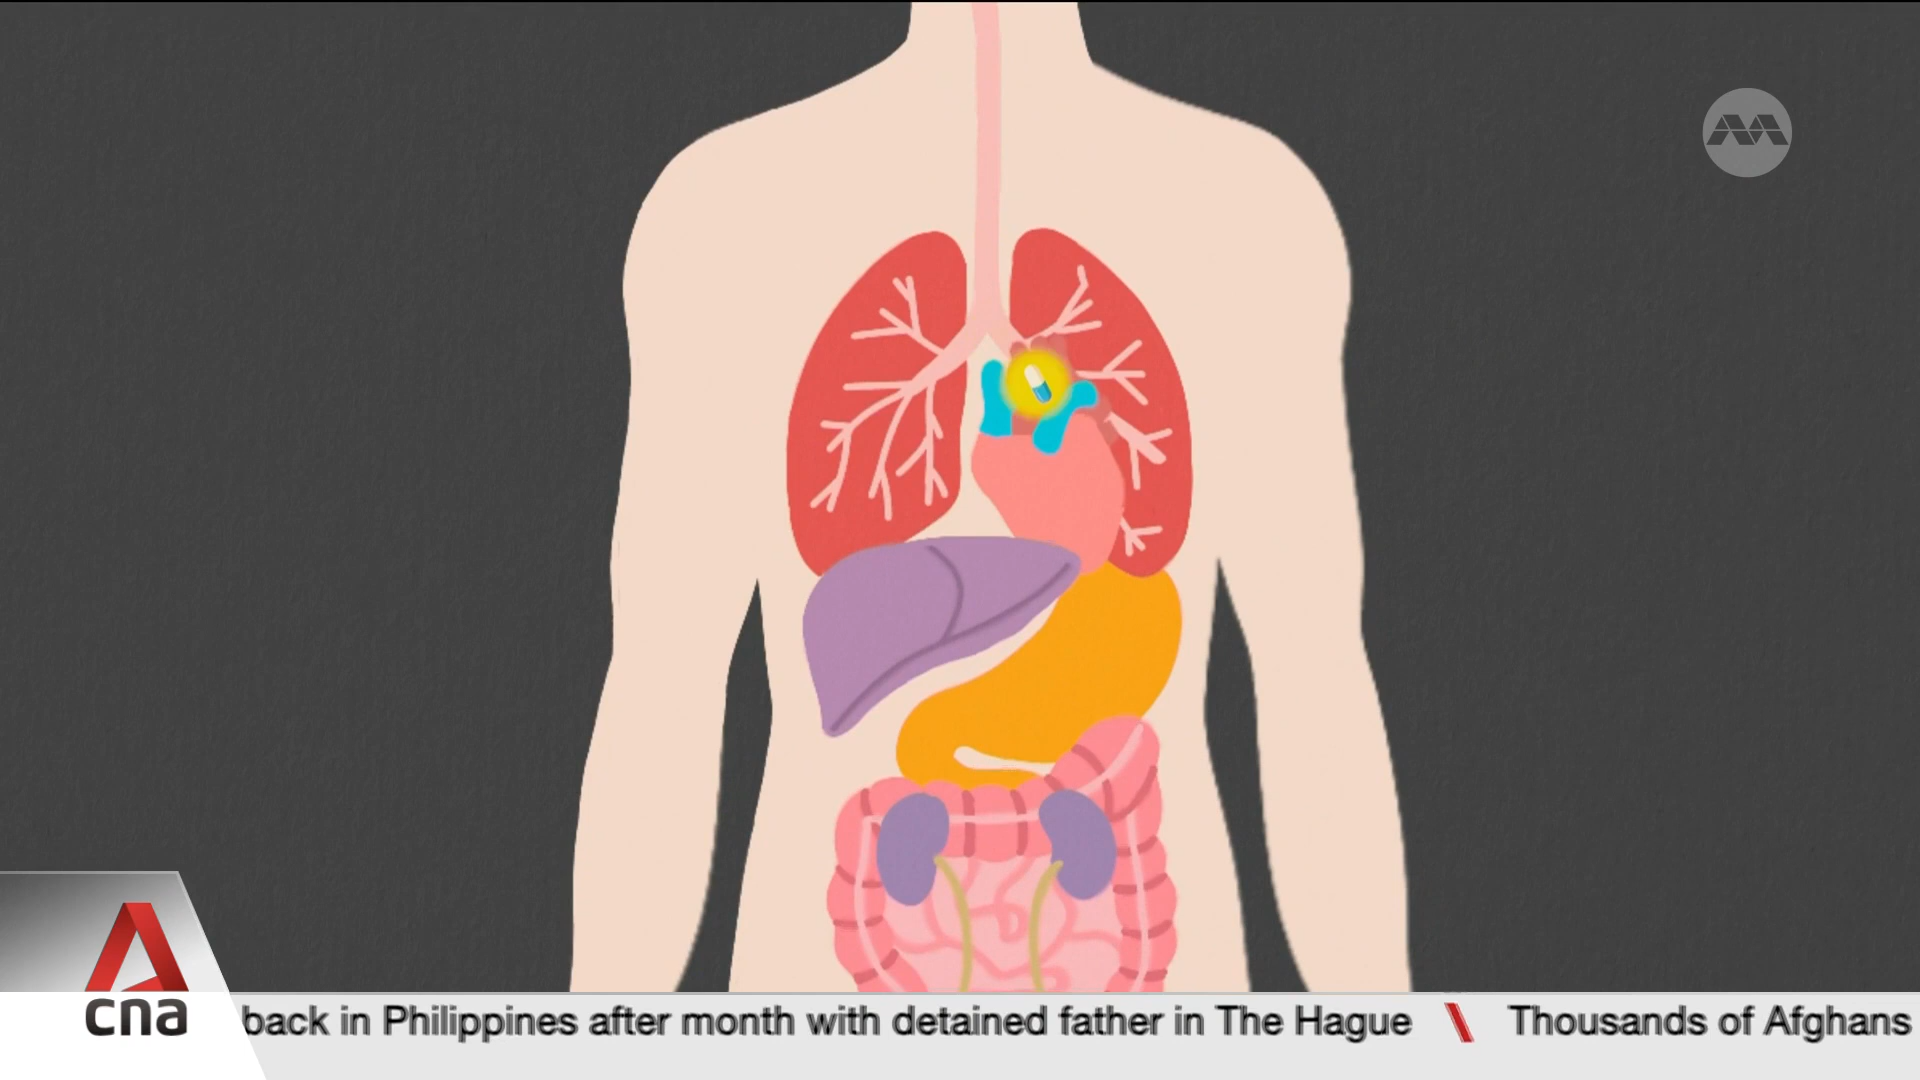 cna
back in Philippines after month with detained father in The Hague
Thousands of Afghans